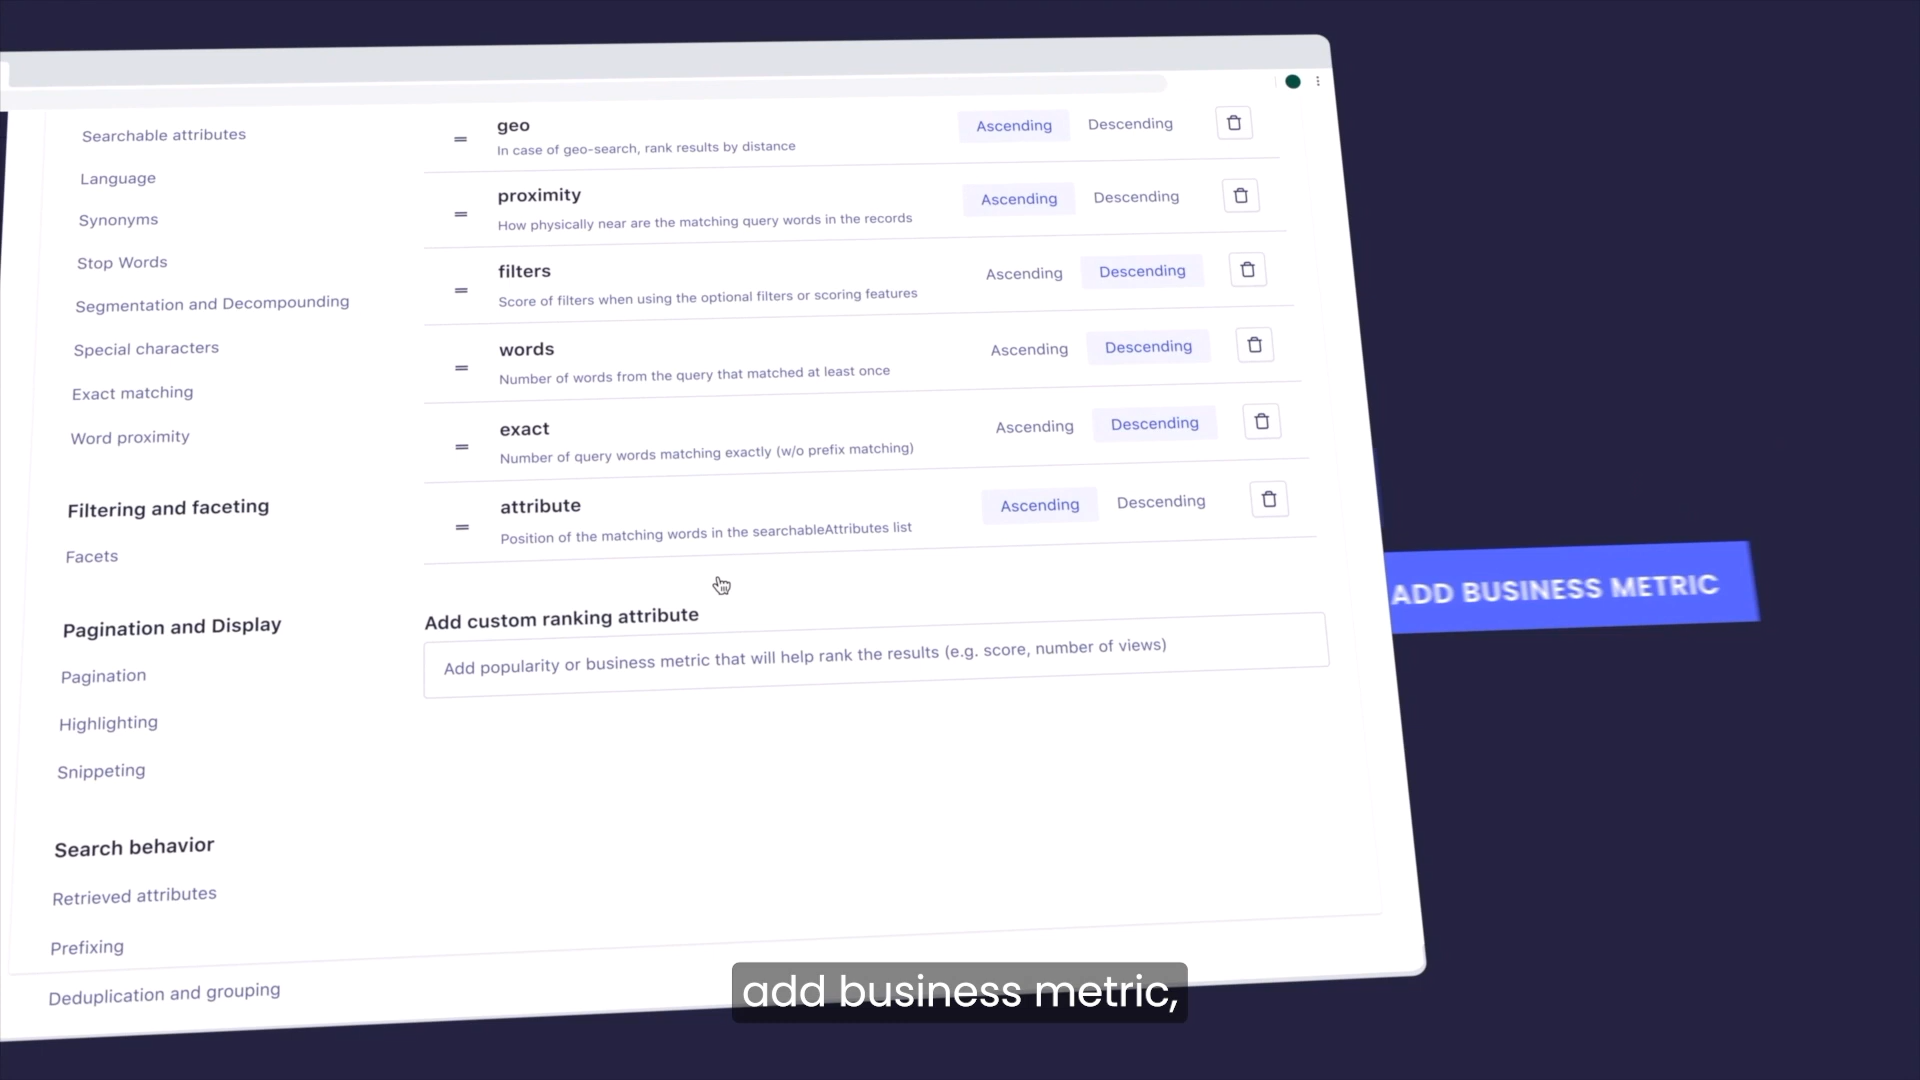 Searchable attributes
Language
Synonyms
Stop Words
Segmentation and Decompounding
Special characters
Exact matching
Word proximity
Filtering and faceting
Facets
Pagination and Display
Pagination
Highlighting
Snippeting
Search behavior
Retrieved attributes
Prefixing
Deduplication and grouping
geo
In case of geo-search, rank results by distance
Ascending Descending
proximity
How physically near are the matching query words in the records
Ascending Descending
filters
Score of filters when using the optional filters or scoring features
Ascending Descending
words
Number of words from the query that matched at least once
Ascending Descending
exact
Number of query words matching exactly (w/o prefix matching)
Ascending Descending
attribute
Position of the matching words in the searchableAttributes list
Ascending Descending
Add custom ranking attribute
Add popularity or business metric that will help rank the results (e.g. score, number of views)
ADD BUSINESS METRIC
add business metric,